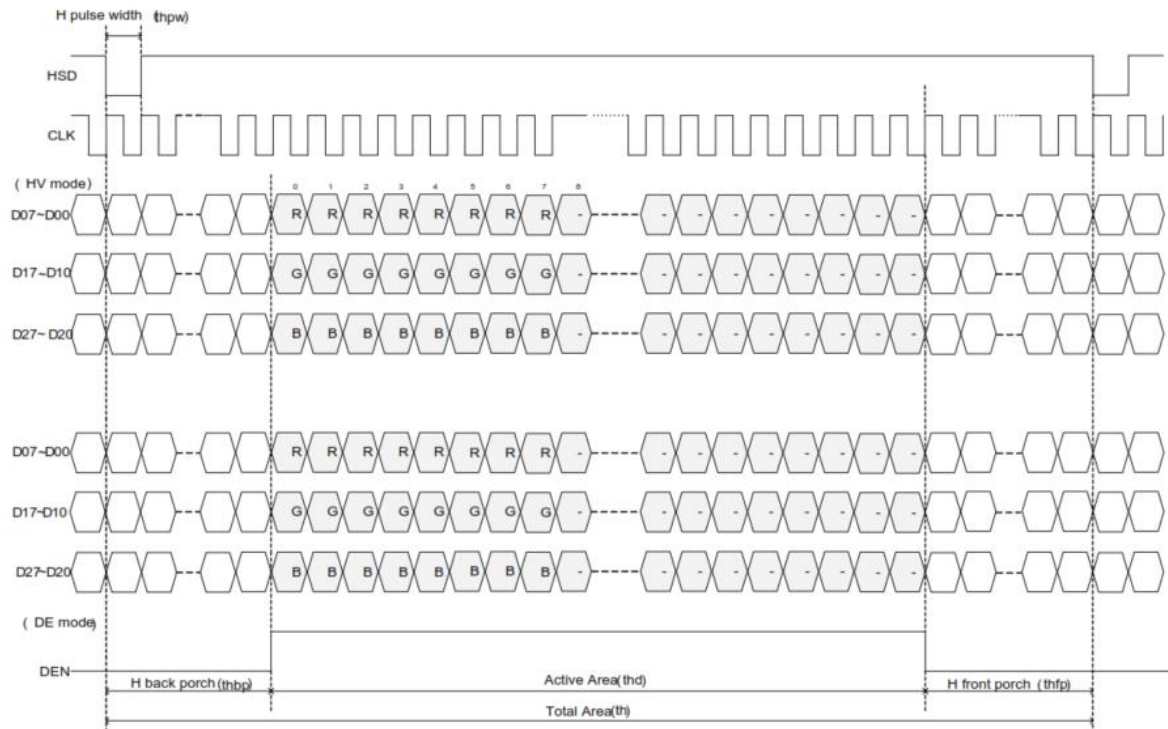 H pulse width (thpw)
HSD
CLK
( HV mode)
0 1 2 3 4 5 6 7 8
D07~D00 R R R R R R R R - - - - - - - - -
D17~D10 G G G G G G G G - - - - - - - - -
D27~D20 B B B B B B B B - - - - - - - - -
D07~D00 R R R R R R R R - - - - - - - - -
D17~D10 G G G G G G G G - - - - - - - - -
D27~D20 B B B B B B B B - - - - - - - - -
( DE mode)
DEN
H back porch(thbp) Active Area(thd) H front porch (thfp)
Total Area(th)